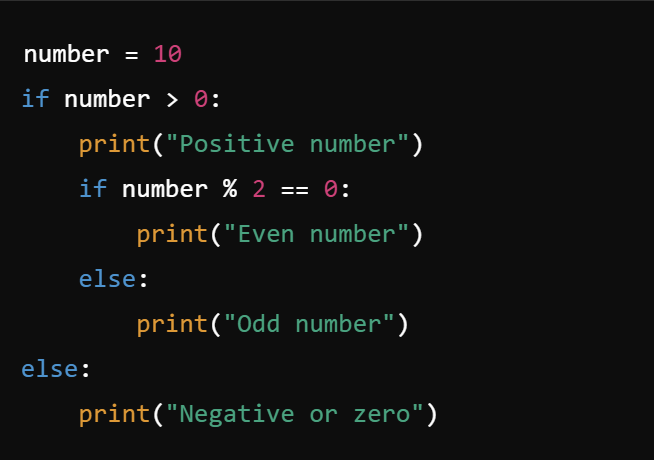 number = 10
if number > 0:
    print("Positive number")
    if number % 2 == 0:
        print("Even number")
    else:
        print("Odd number")
else:
    print("Negative or zero")